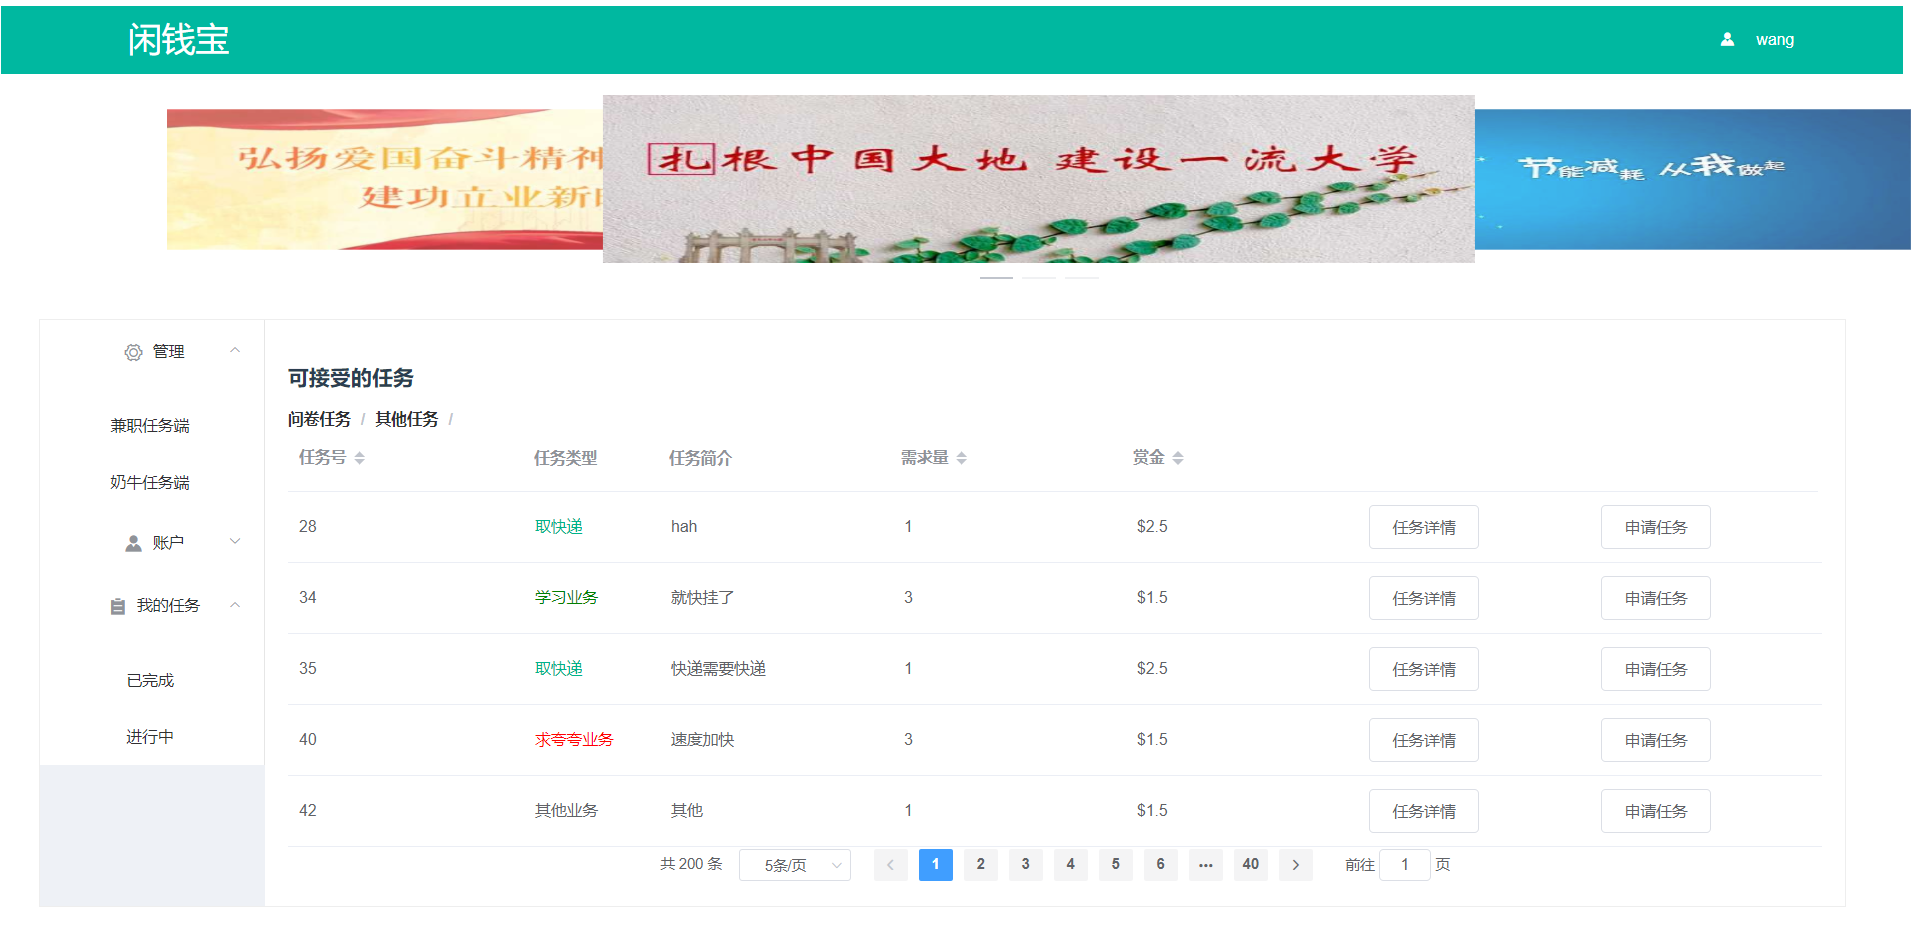 闲钱宝
wang
弘扬爱国奋斗精神
建功立业新
扎根中国大地 建设一流大学
节能减耗 从我做起
管理
兼职任务端
奶牛任务端
账户
我的任务
已完成
进行中
可接受的任务
问卷任务 / 其他任务 /
任务号 任务类型 任务简介 需求量 赏金
28 取快递 hah 1 $2.5 任务详情 申请任务
34 学习业务 就快挂了 3 $1.5 任务详情 申请任务
35 取快递 快递需要快递 1 $2.5 任务详情 申请任务
40 求夸夸业务 速度加快 3 $1.5 任务详情 申请任务
42 其他业务 其他 1 $1.5 任务详情 申请任务
共 200 条 5条/页 1 2 3 4 5 6 ••• 40 前往 1 页